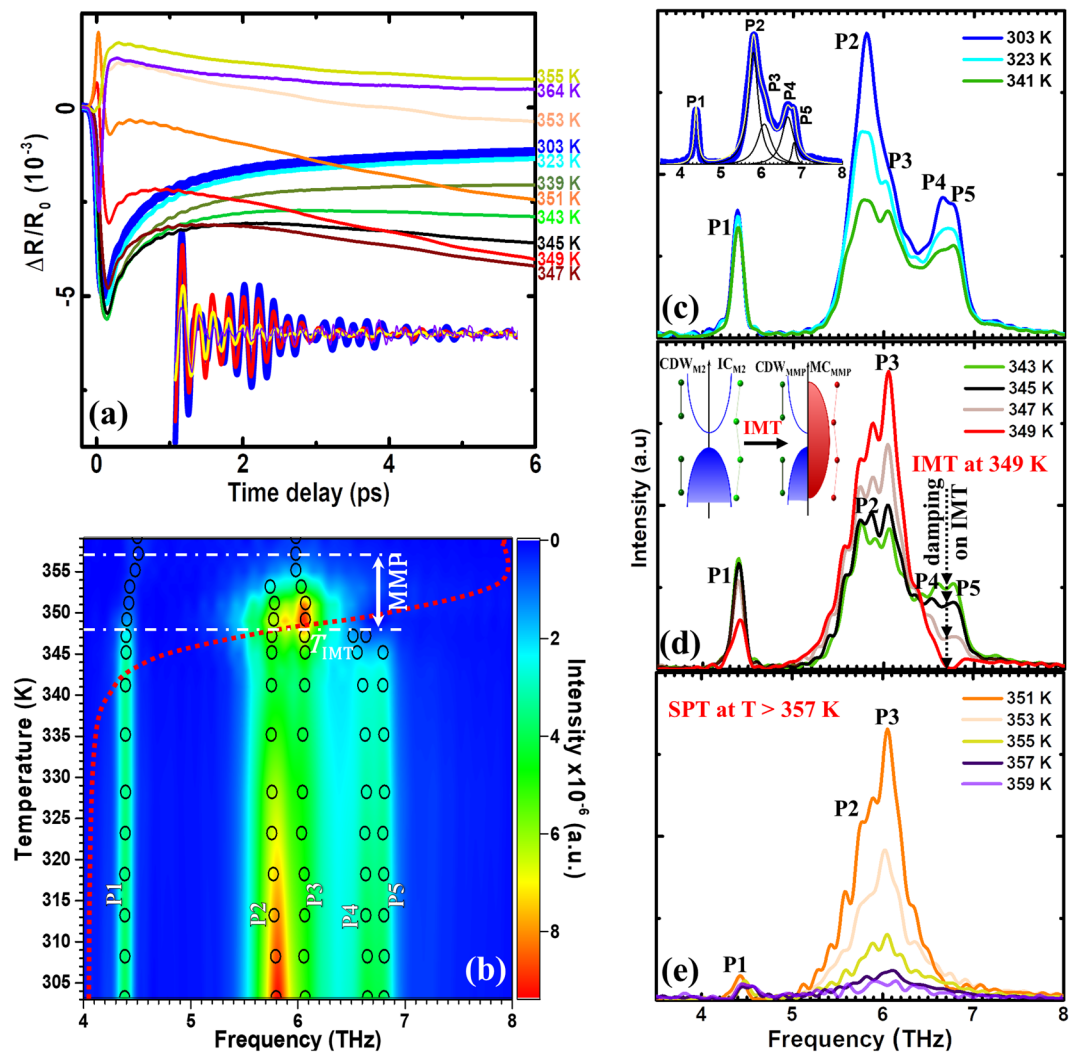 (a)
ΔR/R0 (10-3)
0
-5
355 K
364 K
353 K
303 K
323 K
339 K
351 K
343 K
345 K
349 K
347 K
0 2 4 6
Time delay (ps)
(b)
Temperature (K)
355
350
345
340
335
330
325
320
315
310
305
MMP
TIMT
P1
P2
P3
P4
P5
4 5 6 7 8
Frequency (THz)
0
2
4
6
8
Intensity x10-6 (a.u.)
(c)
P2
P1
P3
P4
P5
4 5 6 7 8
P2
P3
P4
P5
P1
303 K
323 K
341 K
Intensity (a.u)
(d)
CDWM2 ICM2 CDWMMP MCMMP
IMT
P3
343 K
345 K
347 K
349 K
IMT at 349 K
damping
on IMT
P2
P1
P4
P5
(e)
SPT at T > 357 K
P3
P2
P1
351 K
353 K
355 K
357 K
359 K
4 5 6 7 8
Frequency (THz)